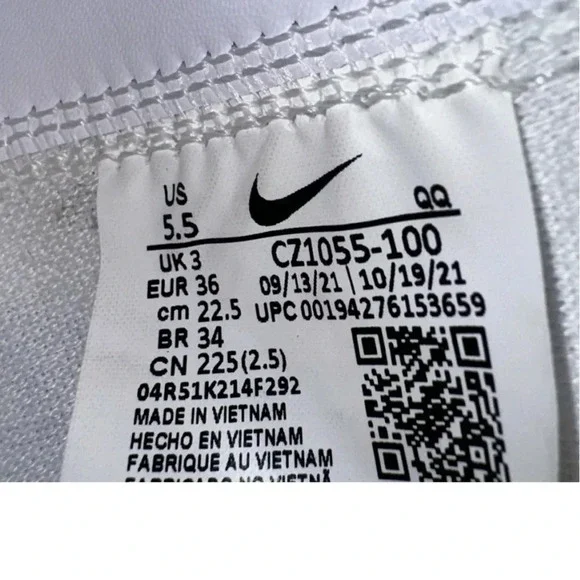 US QQ
5.5
UK 3 CZ1055-100
EUR 36 09/13/21 | 10/19/21
cm 22.5 UPC 00194276153659
BR 34
CN 225(2.5)
04R51K214F292
MADE IN VIETNAM
HECHO EN VIETNAM
FABRIQUE AU VIETNAM